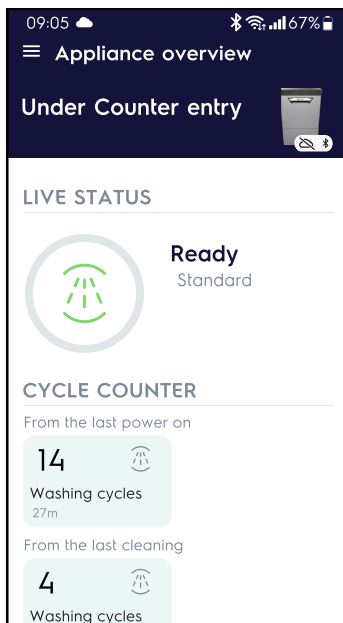 09:05 67%
Appliance overview
Under Counter entry
LIVE STATUS
Ready
Standard
CYCLE COUNTER
From the last power on
14
Washing cycles
27m
From the last cleaning
4
Washing cycles